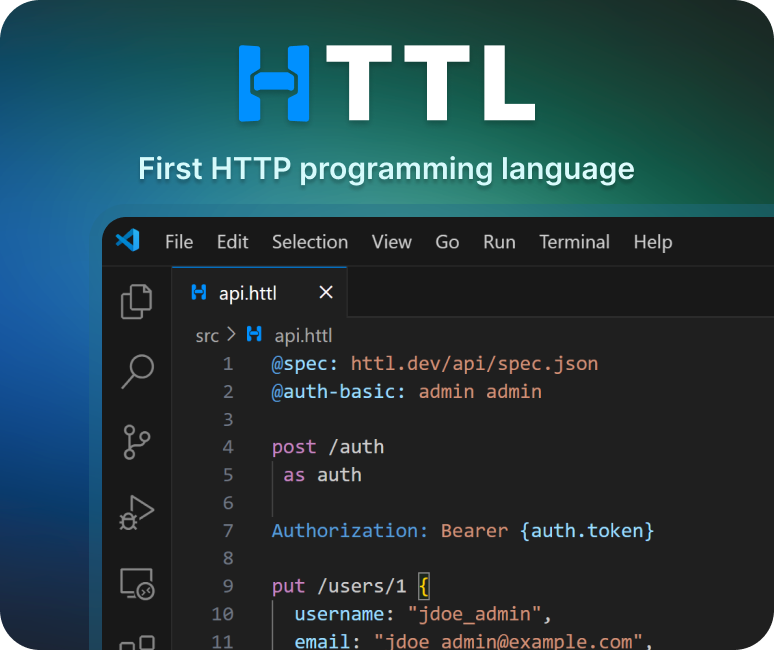 HTTL
First HTTP programming language
File Edit Selection View Go Run Terminal Help
api.httl
src > api.httl
1 @spec: httl.dev/api/spec.json
2 @auth-basic: admin admin
3
4 post /auth
5 as auth
6
7 Authorization: Bearer {auth.token}
8
9 put /users/1 {
10 username: "jdoe_admin",
11 email: "jdoe_admin@example.com",